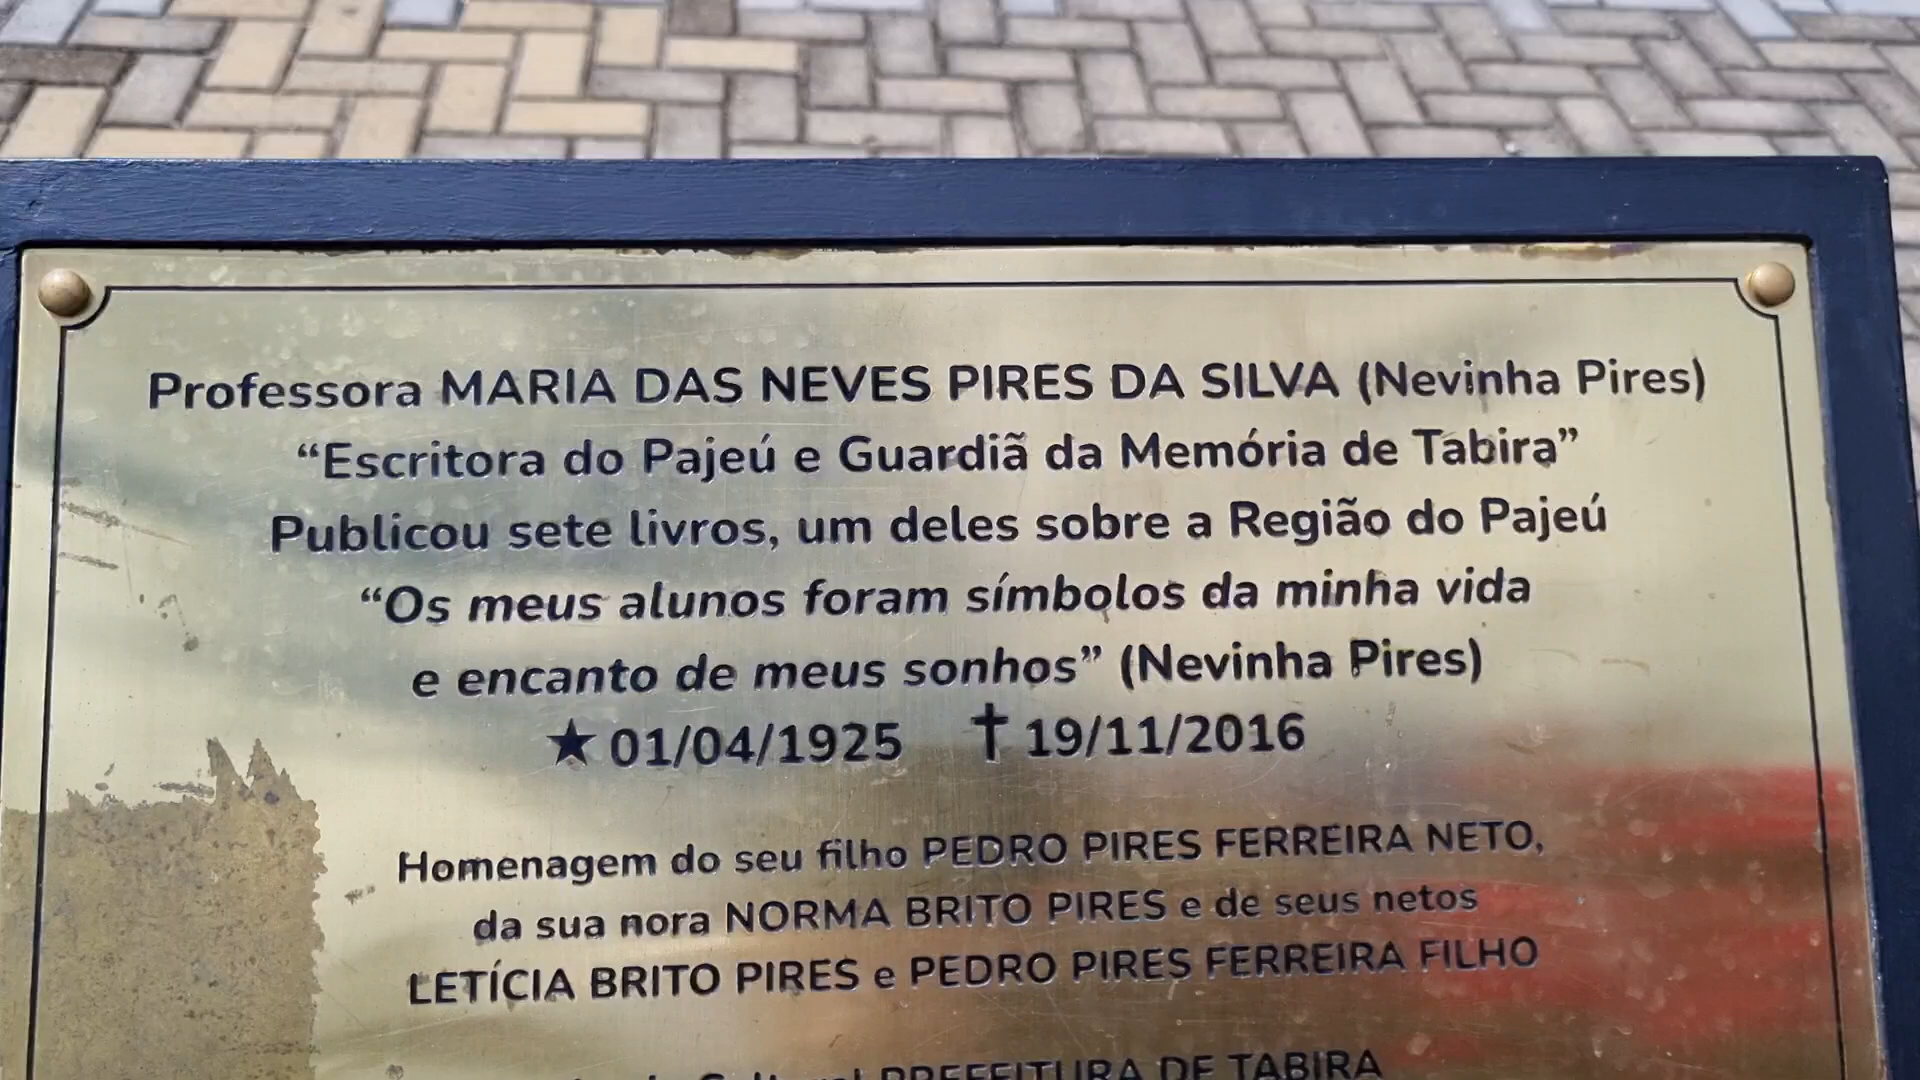 Professora MARIA DAS NEVES PIRES DA SILVA (Nevinha Pires)
“Escritora do Pajeú e Guardiã da Memória de Tabira”
Publicou sete livros, um deles sobre a Região do Pajeú
“Os meus alunos foram símbolos da minha vida
e encanto de meus sonhos” (Nevinha Pires)
★ 01/04/1925 † 19/11/2016
Homenagem do seu filho PEDRO PIRES FERREIRA NETO,
da sua nora NORMA BRITO PIRES e de seus netos
LETÍCIA BRITO PIRES e PEDRO PIRES FERREIRA FILHO
PREFEITURA DE TABIRA